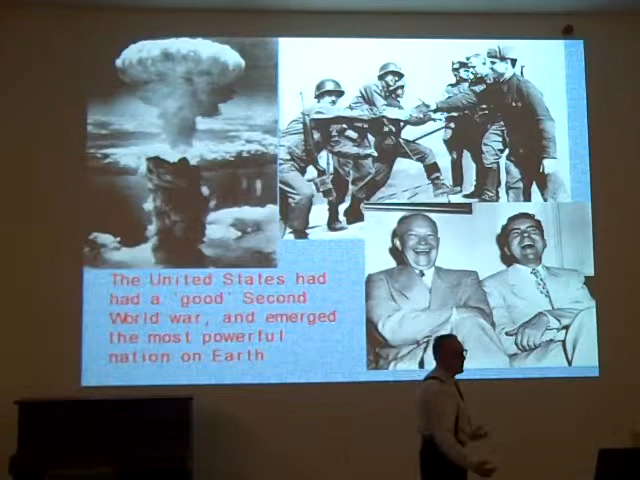 The United States had
had a 'good' Second
World war, and emerged
the most powerful
nation on Earth